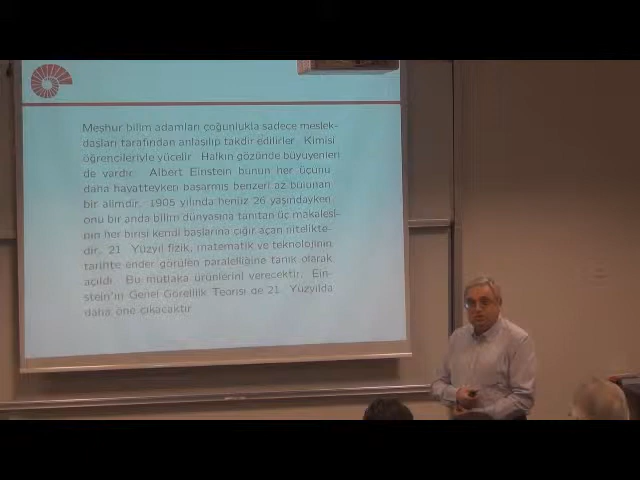 Meşhur bilim adamları çoğunlukla sadece meslek-
daşları tarafından anlaşılıp takdir edilirler. Kimisi
öğrencileriyle yücelir. Halkın gözünde büyüyenleri
de vardır. Albert Einstein bunun her üçünü
daha hayatteyken başarmış benzeri az bulunan
bir alimdir. 1905 yılında henüz 26 yaşındayken
onu bir anda bilim dünyasına tanıtan üç makalesi-
nin her birisi kendi başlarına çığır açan nitelikte-
dir. 21. Yüzyıl fizik, matematik ve teknolojinin
tarihte ender görülen paralelliğine tanık olarak
açıldı. Bu mutlaka ürünlerini verecektir. Ein-
stein'ın Genel Görelilik Teorisi de 21. Yüzyılda
daha öne çıkacaktır.